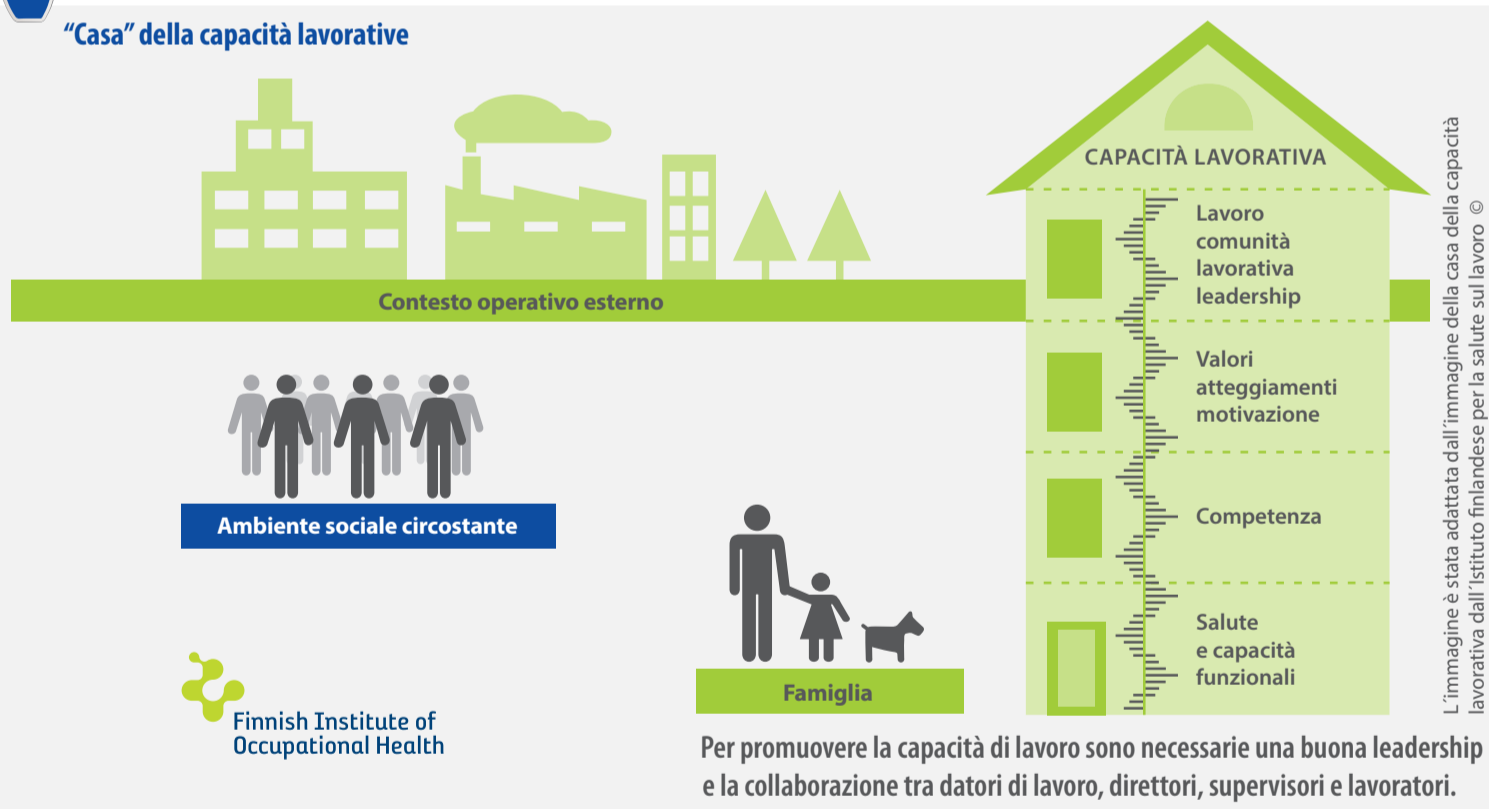 “Casa” della capacità lavorative
CAPACITÀ LAVORATIVA
Lavoro
comunità
lavorativa
leadership
Contesto operativo esterno
Valori
atteggiamenti
motivazione
Ambiente sociale circostante
Competenza
Salute
e capacità
funzionali
Famiglia
Finnish Institute of
Occupational Health
Per promuovere la capacità di lavoro sono necessarie una buona leadership
e la collaborazione tra datori di lavoro, direttori, supervisori e lavoratori.
L´immagine è stata adattata dall´immagine della casa della capacità
lavorativa dall´Istituto finlandese per la salute sul lavoro ©